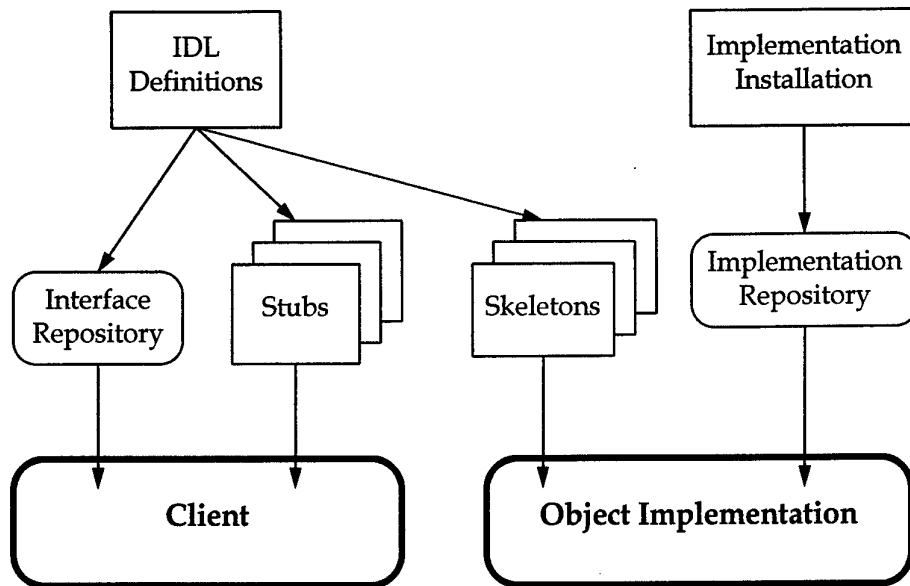 IDL
Definitions
Implementation
Installation
Interface
Repository
Stubs
Skeletons
Implementation
Repository
Client
Object Implementation